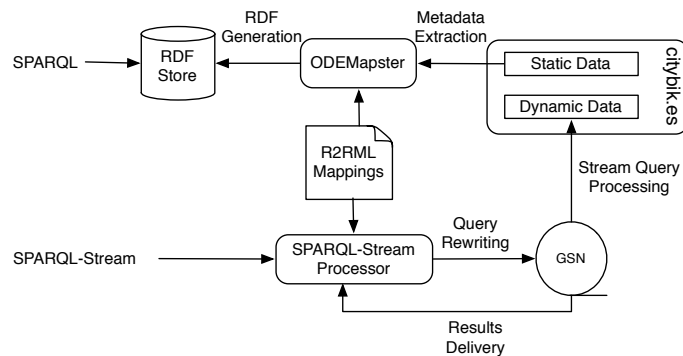 RDF
Generation
Metadata
Extraction
SPARQL
RDF
Store
ODEMapster
Static Data
Dynamic Data
citybik.es
R2RML
Mappings
Stream Query
Processing
SPARQL-Stream
SPARQL-Stream
Processor
Query
Rewriting
GSN
Results
Delivery